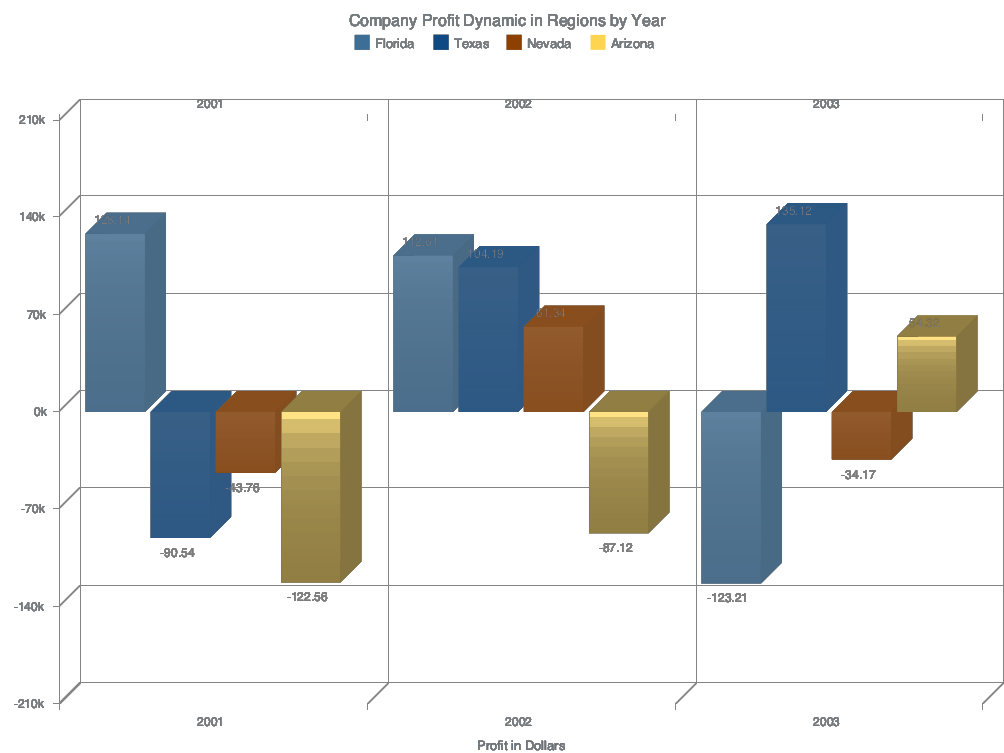 Company Profit Dynamic in Regions by Year
Florida Texas Nevada Arizona
2001 2002 2003
210k
140k
70k
0k
-70k
-140k
-210k
104.19
135.12
-43.76
-34.17
-90.54
-87.12
-122.56
-123.21
2001 2002 2003
Profit in Dollars